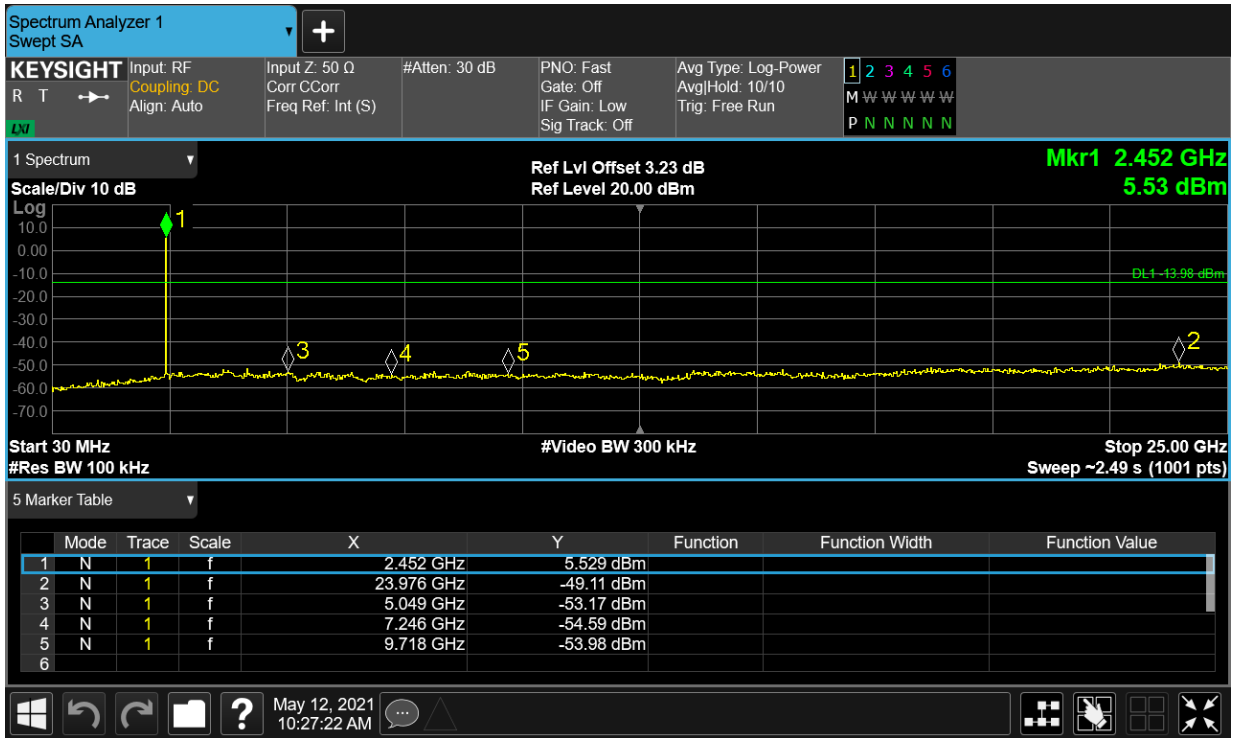 Spectrum Analyzer 1
Swept SA
KEYSIGHT
R T
LXI
Input: RF
Coupling: DC
Align: Auto
Input Z: 50 Ω
Corr CCorr
Freq Ref: Int (S)
#Atten: 30 dB
PNO: Fast
Gate: Off
IF Gain: Low
Sig Track: Off
Avg Type: Log-Power
Avg|Hold: 10/10
Trig: Free Run
1 2 3 4 5 6
M W W W W W
P N N N N N
1 Spectrum
Scale/Div 10 dB
Ref Lvl Offset 3.23 dB
Ref Level 20.00 dBm
Mkr1 2.452 GHz
5.53 dBm
Log
10.0
0.00
-10.0
-20.0
-30.0
-40.0
-50.0
-60.0
-70.0
1
3
4
5
2
DL1 -13.98 dBm
Start 30 MHz
#Video BW 300 kHz
Stop 25.00 GHz
#Res BW 100 kHz
Sweep ~2.49 s (1001 pts)
5 Marker Table
Mode Trace Scale X Y Function Function Width Function Value
1 N 1 f 2.452 GHz 5.529 dBm
2 N 1 f 23.976 GHz -49.11 dBm
3 N 1 f 5.049 GHz -53.17 dBm
4 N 1 f 7.246 GHz -54.59 dBm
5 N 1 f 9.718 GHz -53.98 dBm
6
?
May 12, 2021
10:27:22 AM